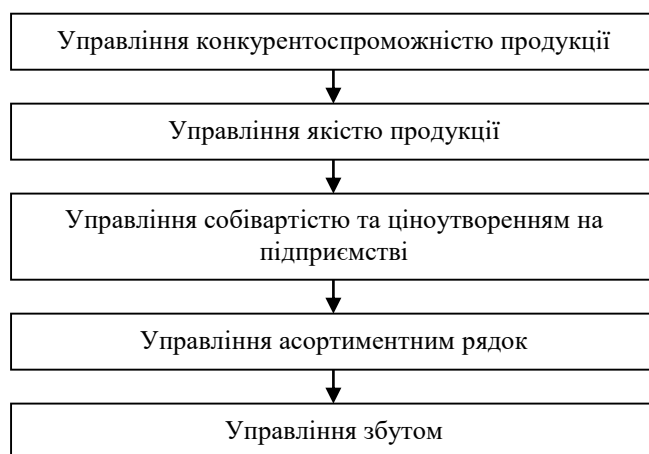 Управління конкурентоспроможністю продукції
Управління якістю продукції
Управління собівартістю та ціноутворенням на
підприємстві
Управління асортиментним рядок
Управління збутом